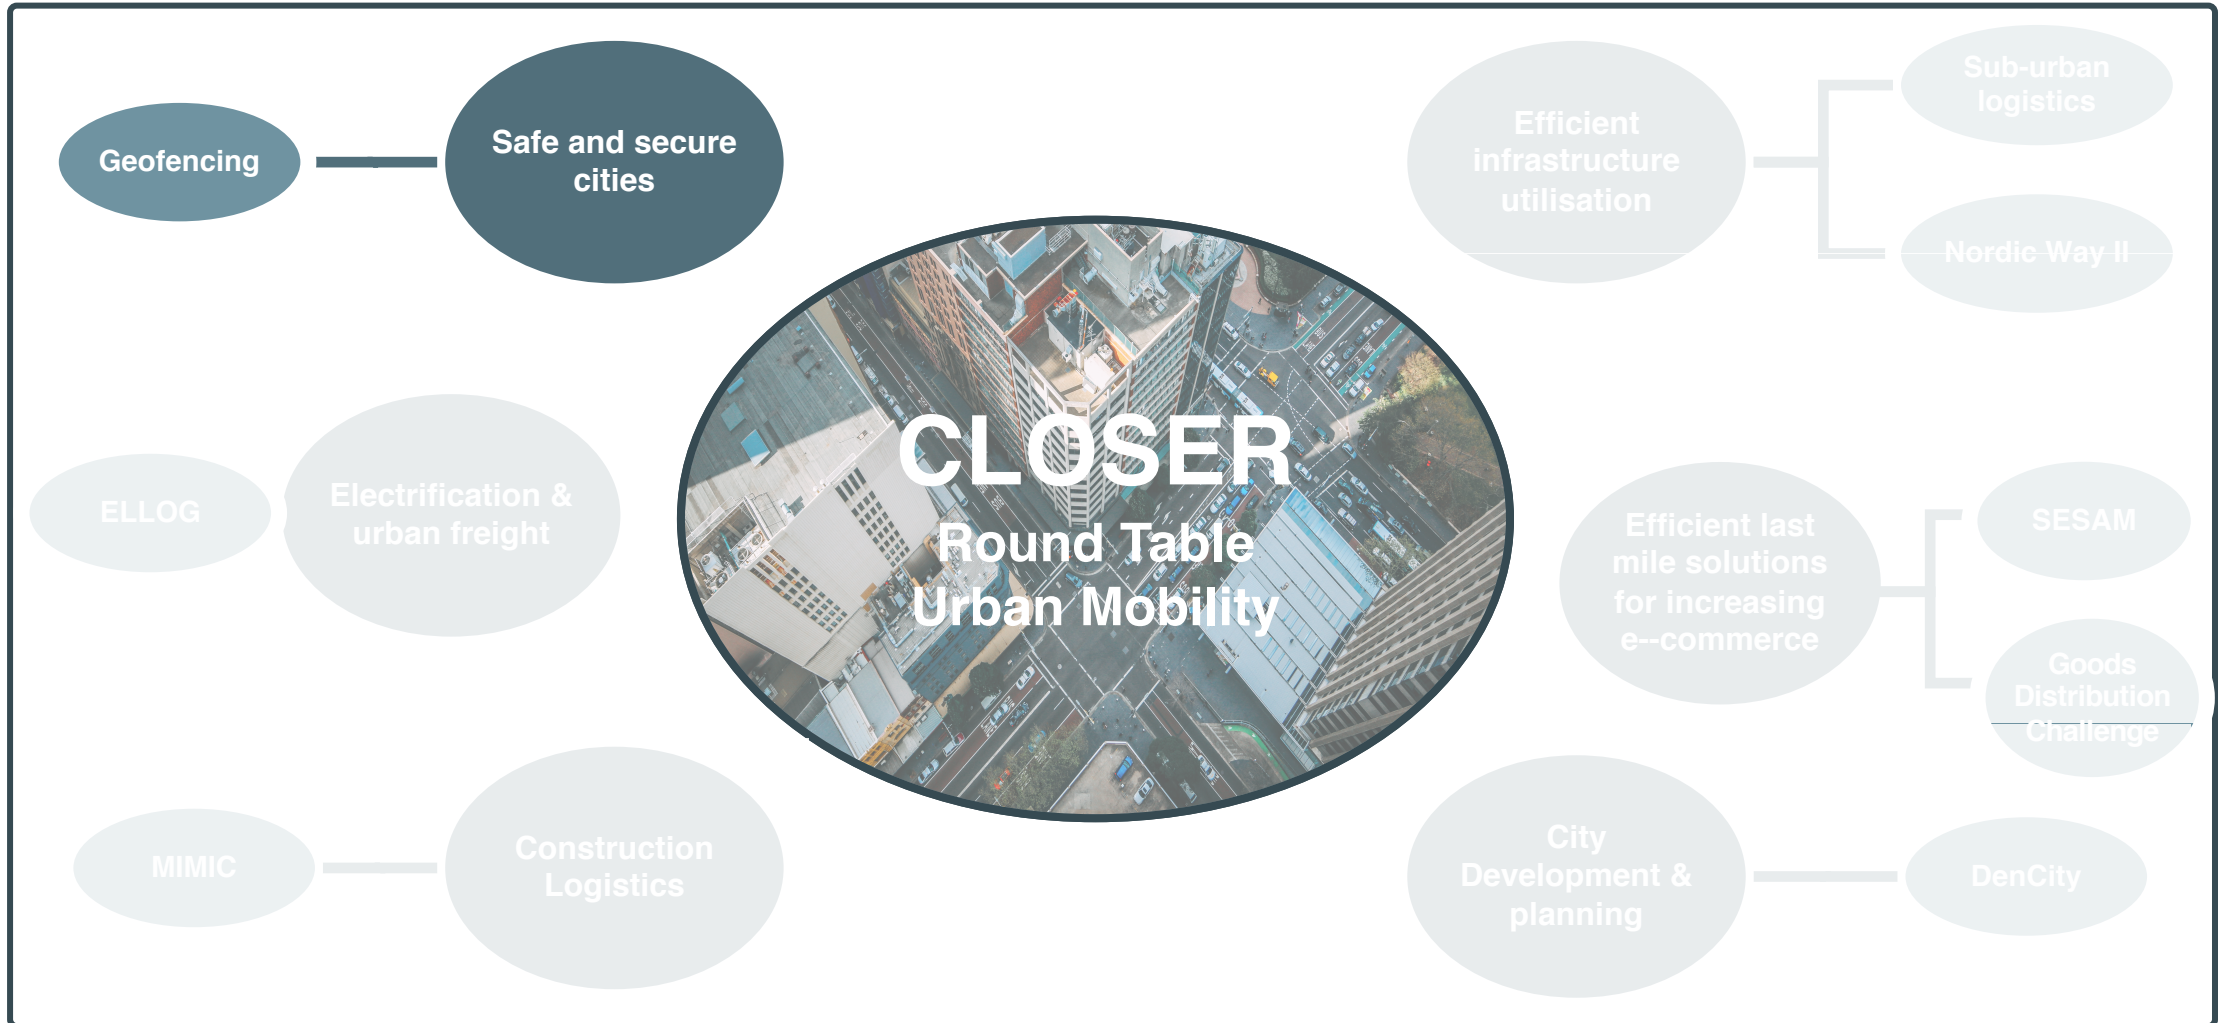 Geofencing
Safe and secure
cities
Efficient
infrastructure
utilisation
Sub-urban
logistics
Nordic Way II
ELLOG
Electrification &
urban freight
CLOSER
Round Table
Urban Mobility
Efficient last
mile solutions
for increasing
e--commerce
SESAM
Goods
Distribution
Challenge
MIMIC
Construction
Logistics
City
Development &
planning
DenCity